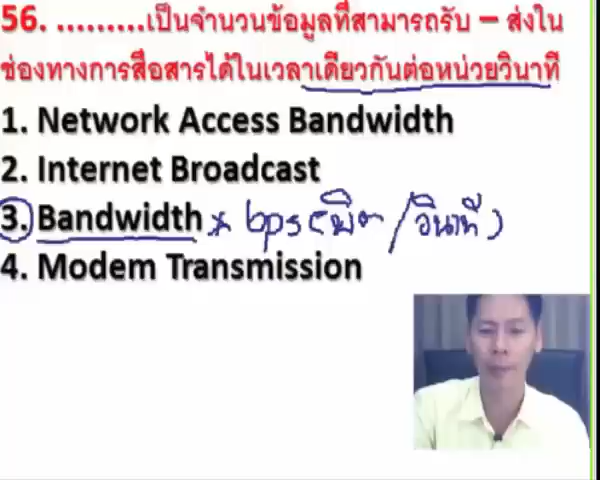 56. .........เป็นจำนวนข้อมูลที่สามารถรับ – ส่งใน
ช่องทางการสื่อสารได้ในเวลาเดียวกันต่อหน่วยวินาที
1. Network Access Bandwidth
2. Internet Broadcast
3. Bandwidth * bps (บิต / วินาที)
4. Modem Transmission